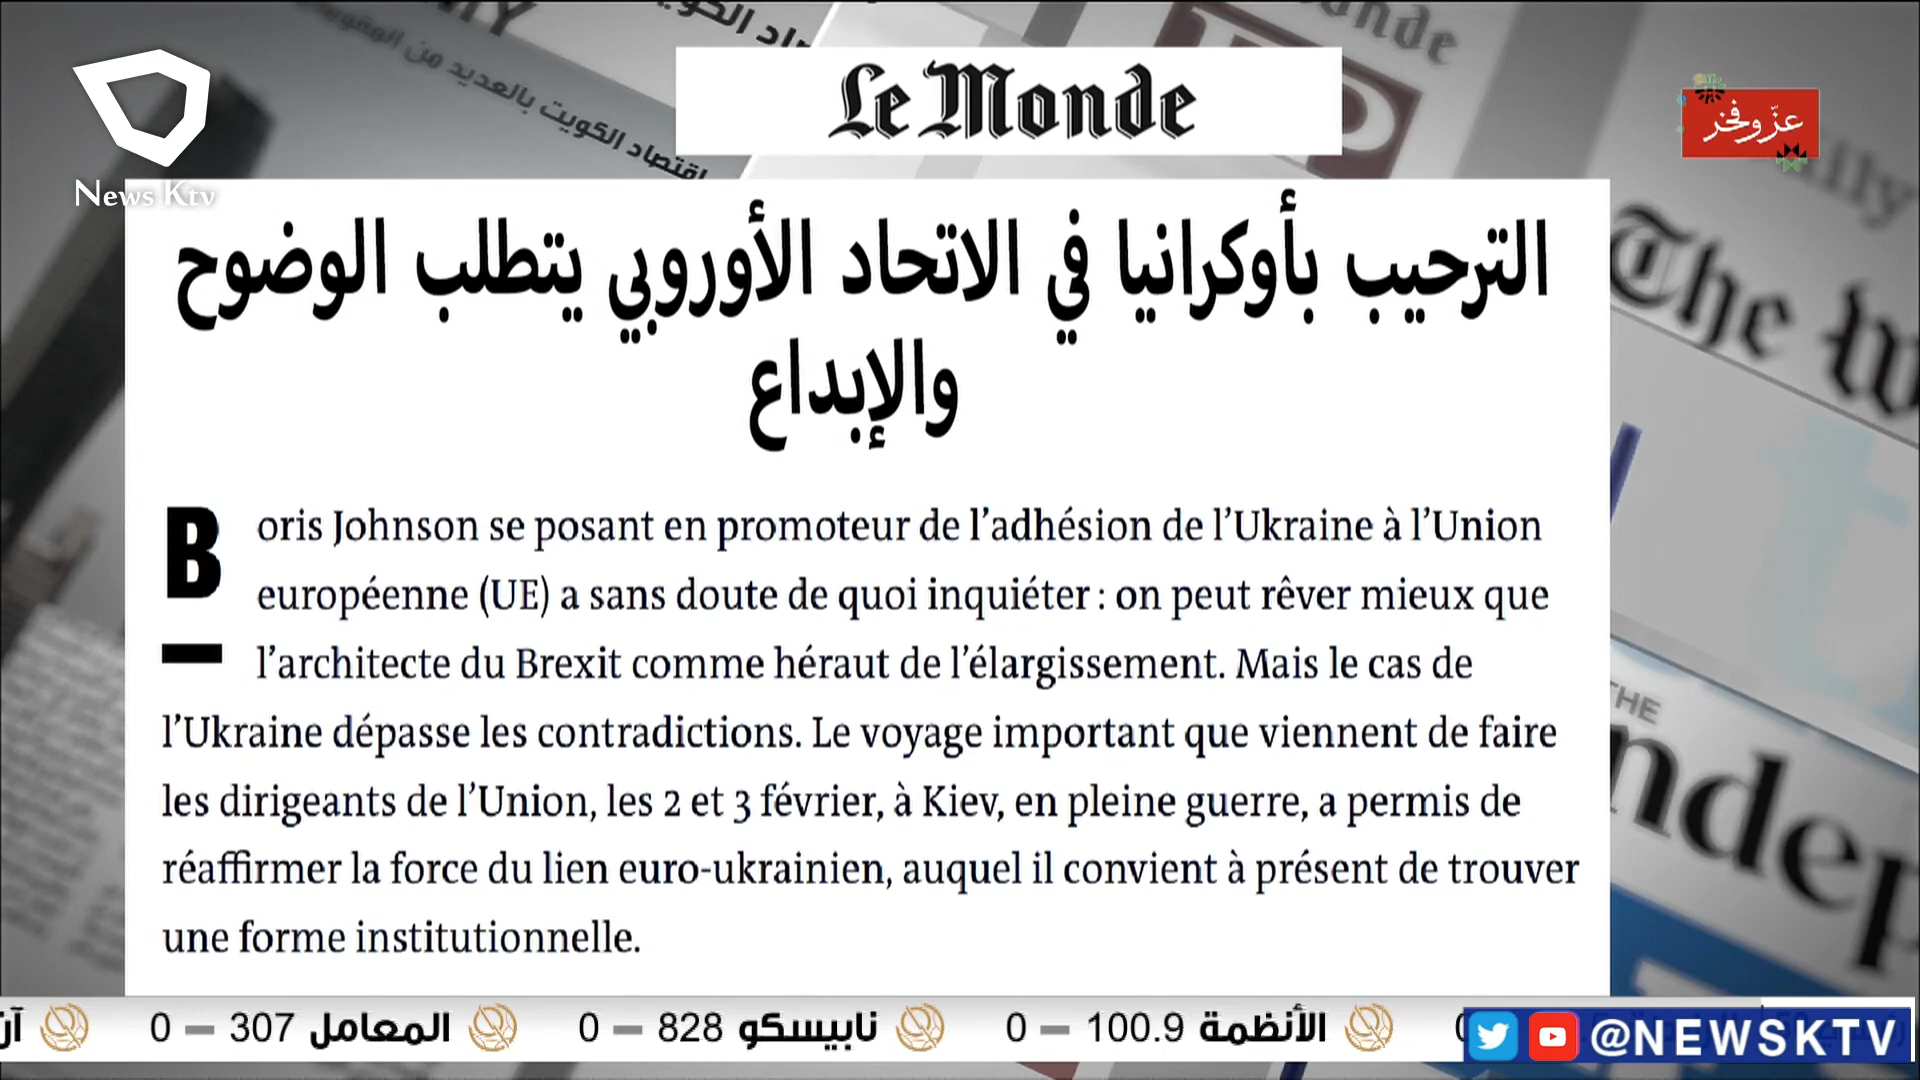 News Ktv
Le Monde
عزّ وفخر
الترحيب بأوكرانيا في الاتحاد الأوروبي يتطلب الوضوح
والإبداع
Boris Johnson se posant en promoteur de l’adhésion de l’Ukraine à l’Union
européenne (UE) a sans doute de quoi inquiéter : on peut rêver mieux que
l’architecte du Brexit comme héraut de l’élargissement. Mais le cas de
l’Ukraine dépasse les contradictions. Le voyage important que viennent de faire
les dirigeants de l’Union, les 2 et 3 février, à Kiev, en pleine guerre, a permis de
réaffirmer la force du lien euro-ukrainien, auquel il convient à présent de trouver
une forme institutionnelle.
اقتصاد الكويت بالعديد من
The W
THE
ndep
الأنظمة 100.9 – 0
نابيسكو 828 – 0
المعامل 307 – 0
@NEWSKTV